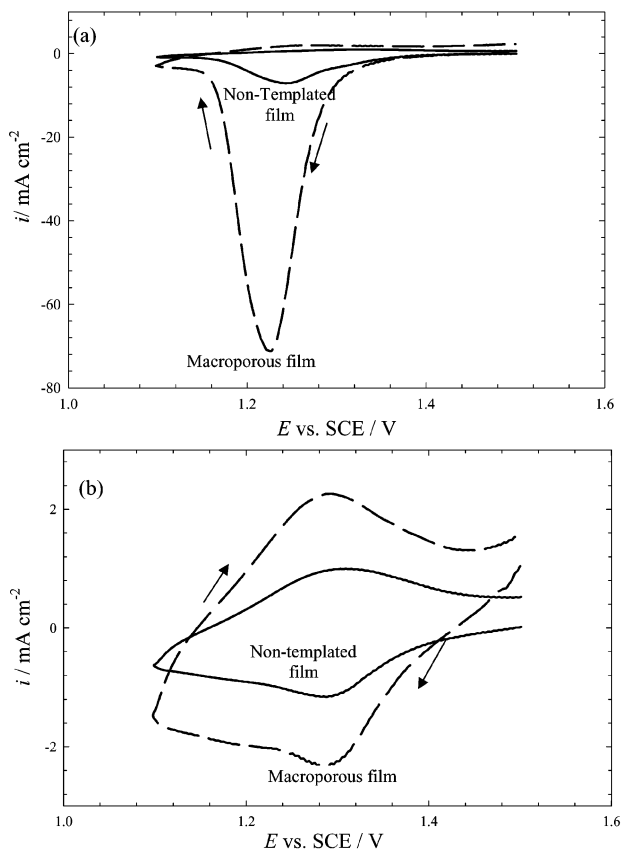 (a)
0
Non-Templated
film
-20
i/ mA cm-2
-40
-60
Macroporous film
-80
1.0
1.2
1.4
1.6
E vs. SCE / V
(b)
2
i / mA cm-2
0
Non-templated
film
-2
Macroporous film
1.0
1.2
1.4
1.6
E vs. SCE / V